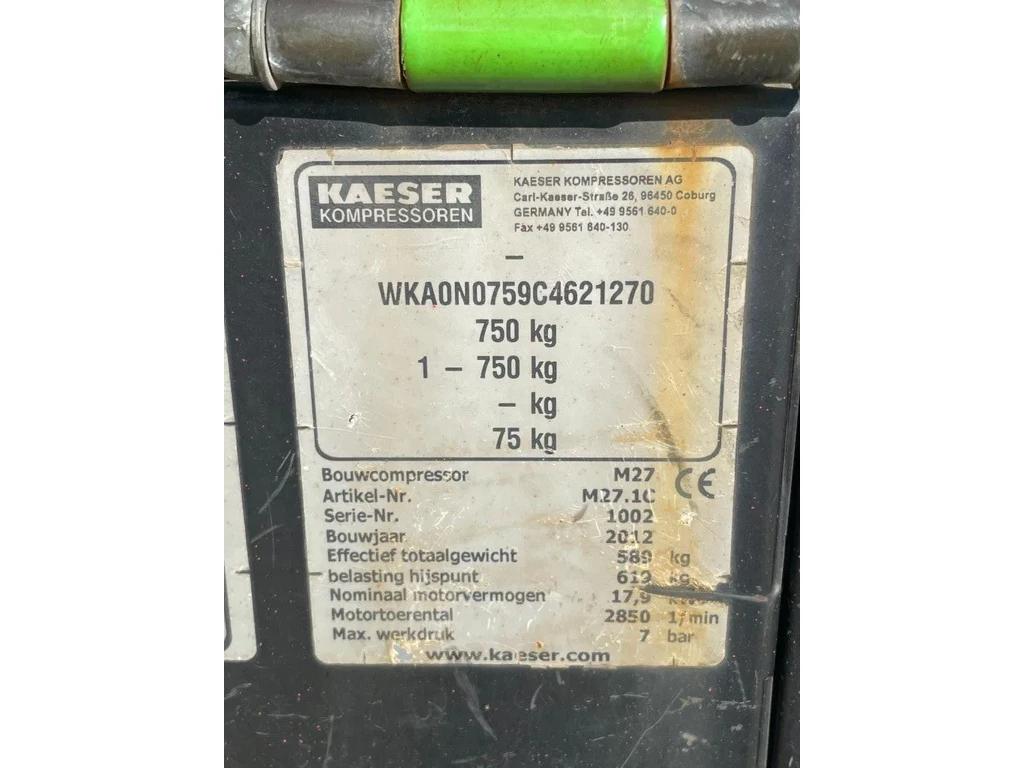 KAESER
KOMPRESSOREN
KAESER KOMPRESSOREN AG
Carl-Kaeser-Straße 26, 96450 Coburg
GERMANY Tel. +49 9561 640-0
Fax +49 9561 640-130
–
WKA0N0759C4621270
750 kg
1 – 750 kg
– kg
75 kg
Bouwcompressor M27 CE
Artikel-Nr. M27.1C
Serie-Nr. 1002
Bouwjaar 2012
Effectief totaalgewicht 589 kg
belasting hijspunt 619 kg
Nominaal motorvermogen 17,9
Motortoerental 2850 1/min
Max. werkdruk 7 bar
www.kaeser.com